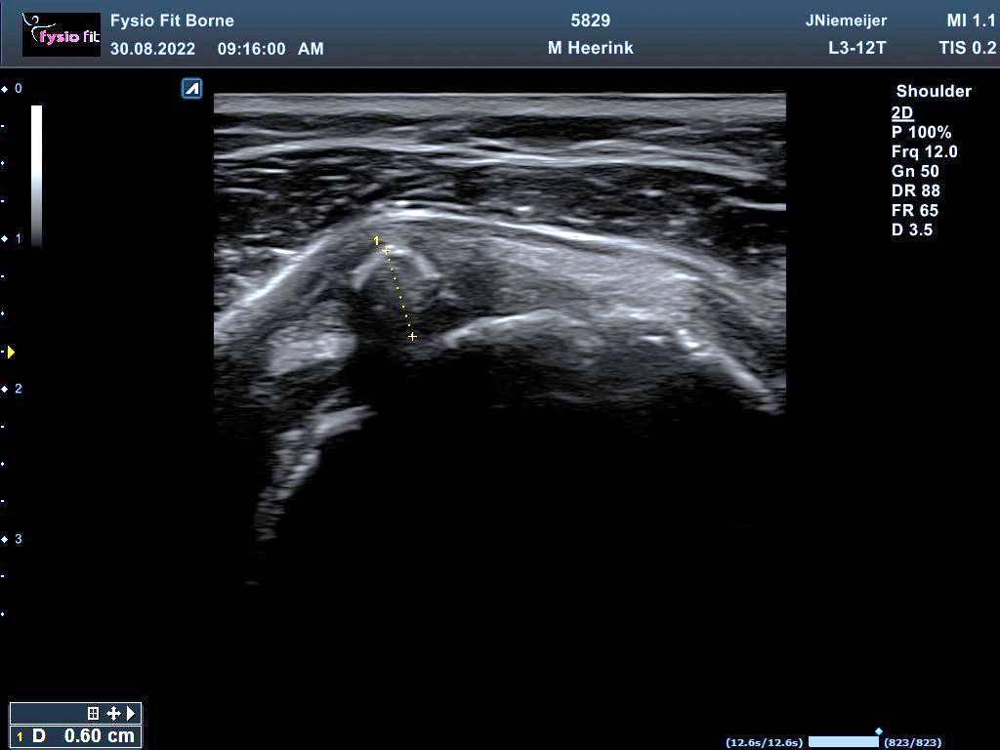 fysio fit
Fysio Fit Borne 5829 JNiemeijer MI 1.1
30.08.2022 09:16:00 AM M Heerink L3-12T TIS 0.2
0
Shoulder
2D
P 100%
Frq 12.0
Gn 50
DR 88
FR 65
D 3.5
1
1
2
3
1 D 0.60 cm
(12.6s/12.6s) (823/823)